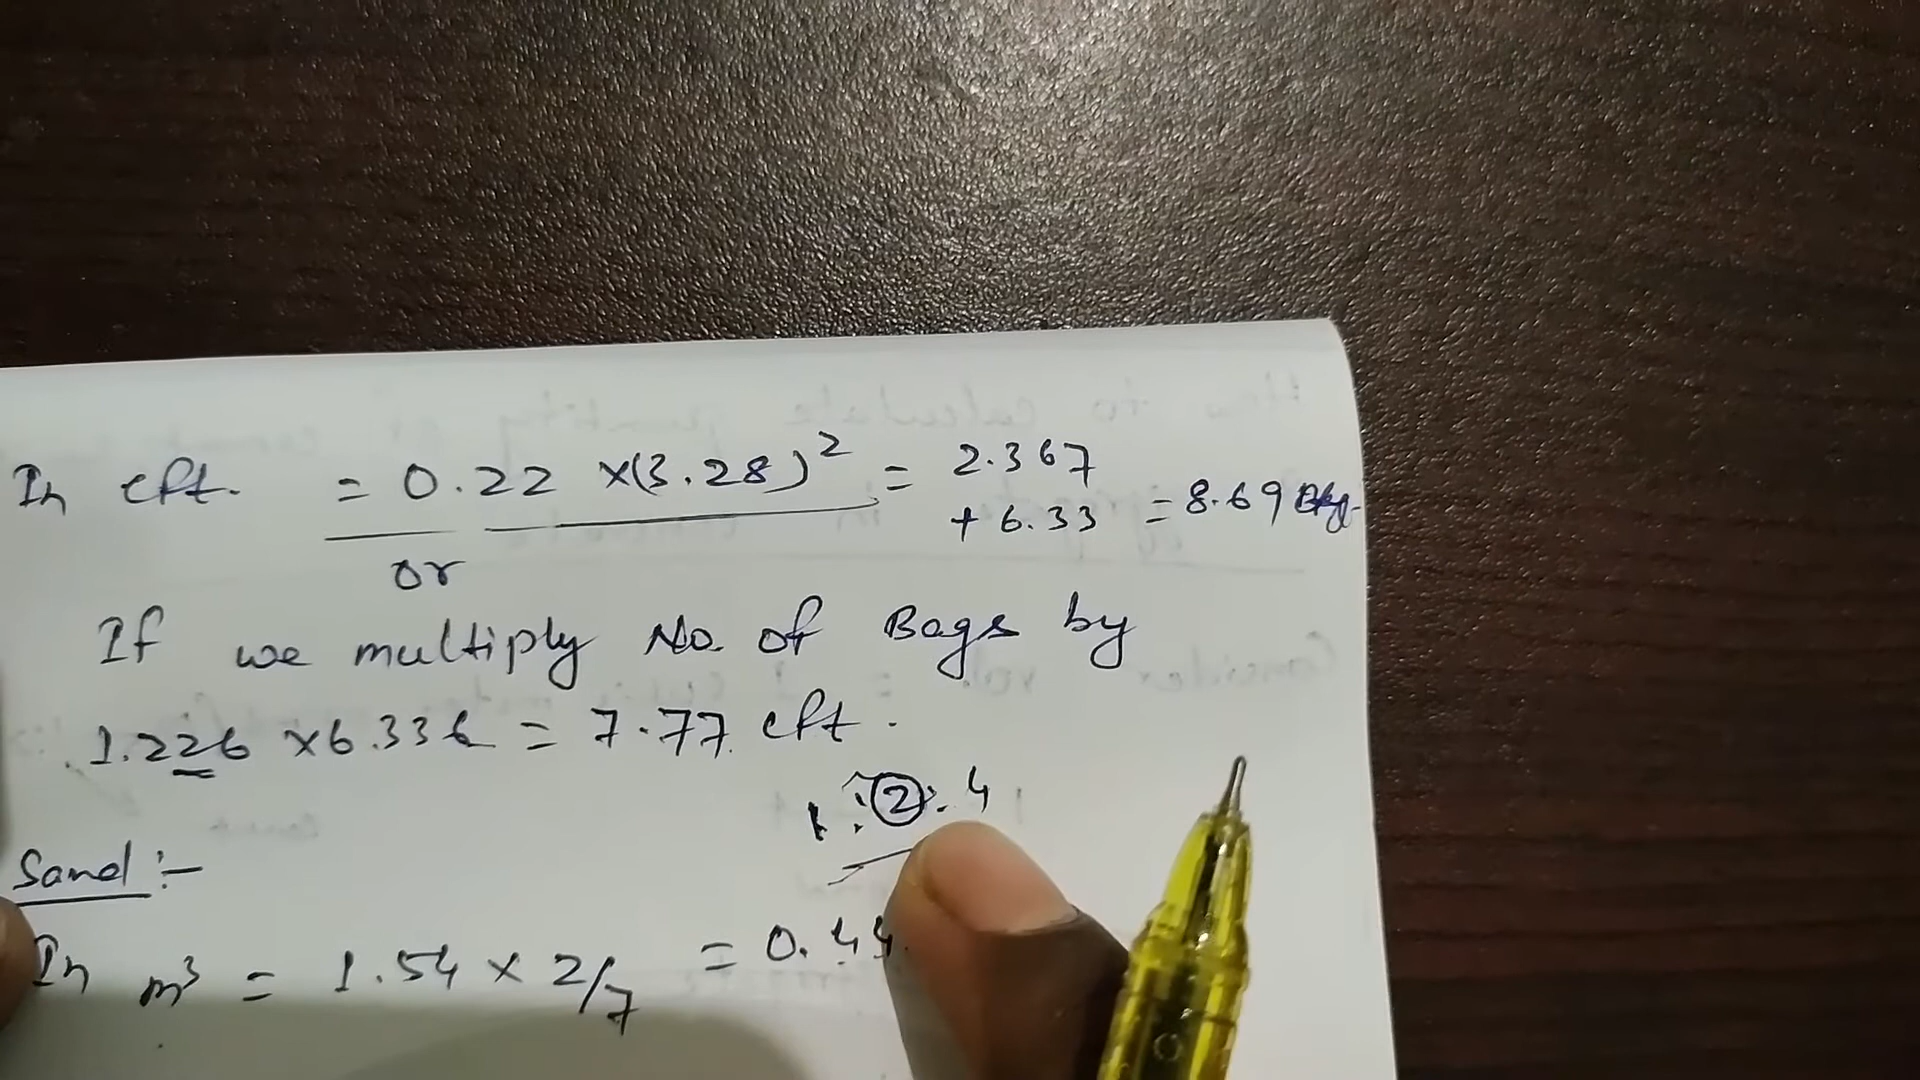 In cft. = 0.22 ×(3.28)² = 2.367
+ 6.33 = 8.69
or
If we multiply No. of Bags by
1.226 ×6.336 = 7.77 cft.
1 : 2 : 4
Sand :-
In m³ = 1.54 × 2/7 = 0.44